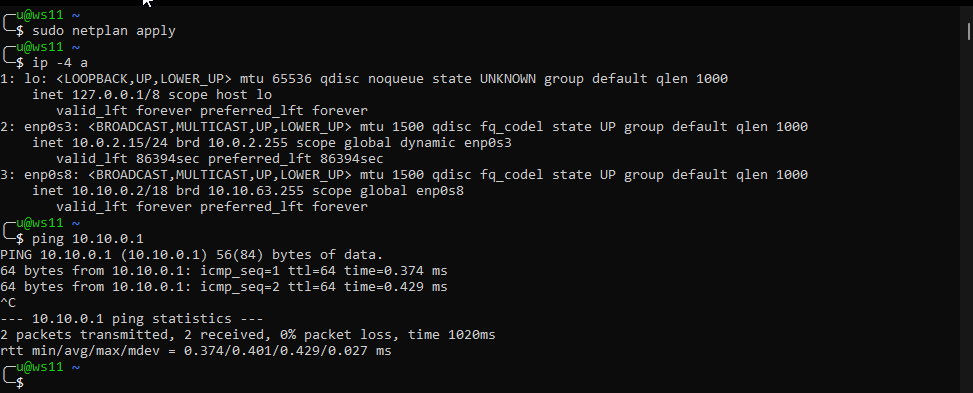 ╭─u@ws11 ~
╰─$ sudo netplan apply
╭─u@ws11 ~
╰─$ ip -4 a
1: lo: <LOOPBACK,UP,LOWER_UP> mtu 65536 qdisc noqueue state UNKNOWN group default qlen 1000
    inet 127.0.0.1/8 scope host lo
       valid_lft forever preferred_lft forever
2: enp0s3: <BROADCAST,MULTICAST,UP,LOWER_UP> mtu 1500 qdisc fq_codel state UP group default qlen 1000
    inet 10.0.2.15/24 brd 10.0.2.255 scope global dynamic enp0s3
       valid_lft 86394sec preferred_lft 86394sec
3: enp0s8: <BROADCAST,MULTICAST,UP,LOWER_UP> mtu 1500 qdisc fq_codel state UP group default qlen 1000
    inet 10.10.0.2/18 brd 10.10.63.255 scope global enp0s8
       valid_lft forever preferred_lft forever
╭─u@ws11 ~
╰─$ ping 10.10.0.1
PING 10.10.0.1 (10.10.0.1) 56(84) bytes of data.
64 bytes from 10.10.0.1: icmp_seq=1 ttl=64 time=0.374 ms
64 bytes from 10.10.0.1: icmp_seq=2 ttl=64 time=0.429 ms
^C
--- 10.10.0.1 ping statistics ---
2 packets transmitted, 2 received, 0% packet loss, time 1020ms
rtt min/avg/max/mdev = 0.374/0.401/0.429/0.027 ms
╭─u@ws11 ~
╰─$